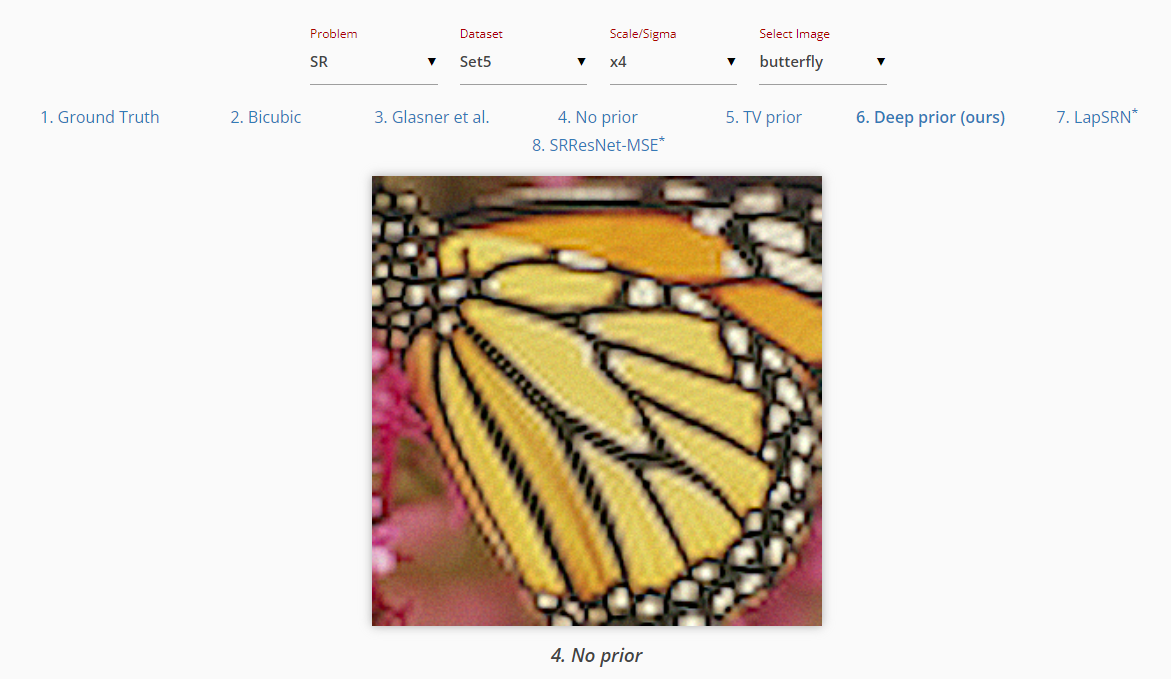 Problem Dataset Scale/Sigma Select Image
SR Set5 x4 butterfly
1. Ground Truth 2. Bicubic 3. Glasner et al. 4. No prior 5. TV prior 6. Deep prior (ours) 7. LapSRN*
8. SRResNet-MSE*
4. No prior